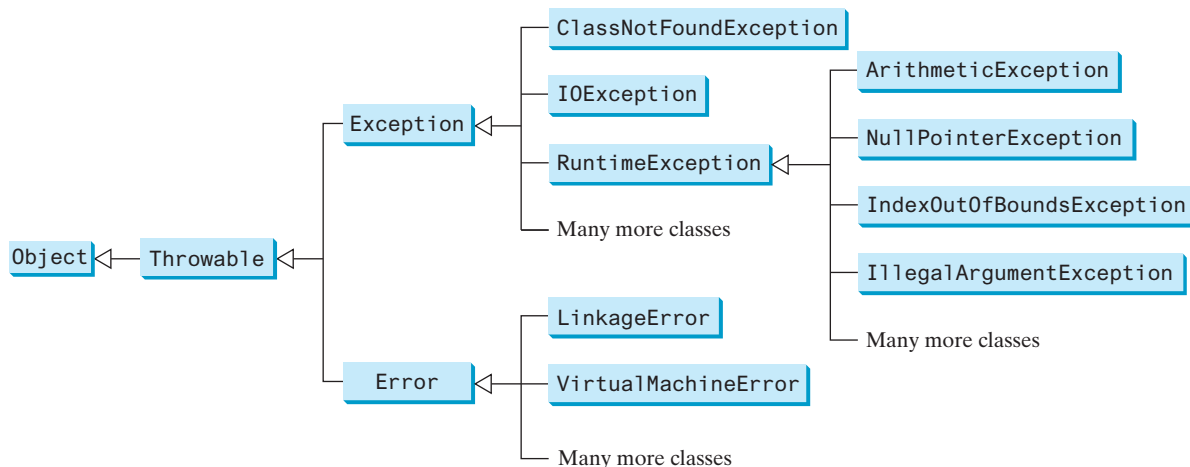 ClassNotFoundException
ArithmeticException
IOException
Exception
NullPointerException
RuntimeException
IndexOutOfBoundsException
Many more classes
Object
Throwable
IllegalArgumentException
LinkageError
Many more classes
Error
VirtualMachineError
Many more classes